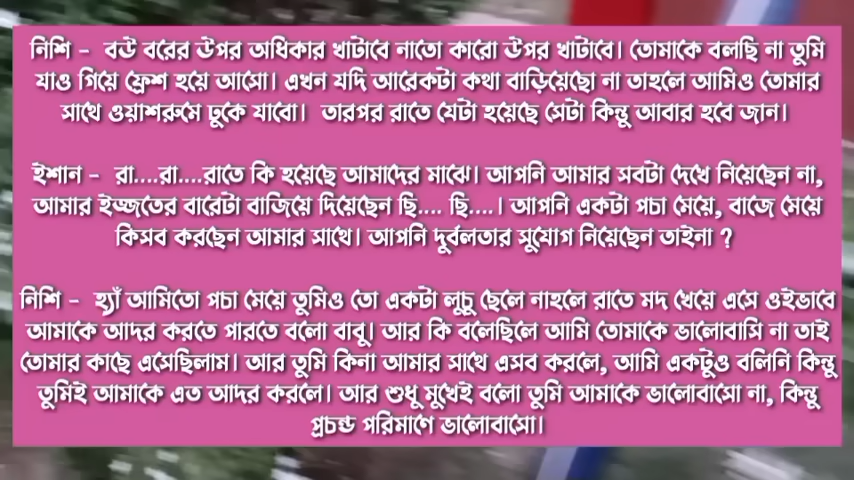 নিশি - বউ বরের উপর অধিকার খাটাবে নাতো কারো উপর খাটাবে। তোমাকে বলছি না তুমি
যাও গিয়ে ফ্রেশ হয়ে আসো। এখন যদি আরেকটা কথা বাড়িয়েছো না তাহলে আমিও তোমার
সাথে ওয়াশরুমে ঢুকে যাবো। তারপর রাতে যেটা হয়েছে সেটা কিন্তু আবার হবে জান।
ইশান - রা....রা....রাতে কি হয়েছে আমাদের মাঝে। আপনি আমার সবটা দেখে নিয়েছেন না,
আমার ইজ্জতের বারেটা বাজিয়ে দিয়েছেন ছি.... ছি....। আপনি একটা পচা মেয়ে, বাজে মেয়ে
কিসব করছেন আমার সাথে। আপনি দুর্বলতার সুযোগ নিয়েছেন তাইনা ?
নিশি - হ্যাঁ আমিতো পচা মেয়ে তুমিও তো একটা লুচু ছেলে নাহলে রাতে মদ খেয়ে এসে ওইভাবে
আমাকে আদর করতে পারতে বলো বাবু। আর কি বলেছিলে আমি তোমাকে ভালোবাসি না তাই
তোমার কাছে এসেছিলাম। আর তুমি কিনা আমার সাথে এসব করলে, আমি একটুও বলিনি কিন্তু
তুমিই আমাকে এত আদর করলে। আর শুধু মুখেই বলো তুমি আমাকে ভালোবাসো না, কিন্তু
প্রচন্ড পরিমাণে ভালোবাসো।